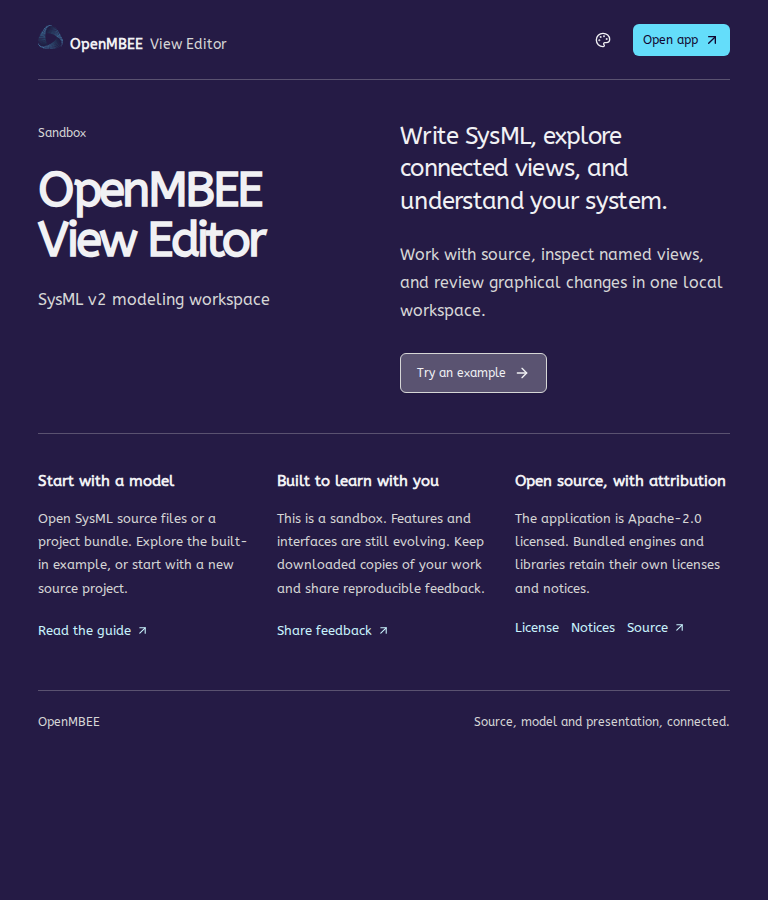 OpenMBEE View Editor
Open app
Sandbox
OpenMBEE
View Editor
SysML v2 modeling workspace
Write SysML, explore
connected views, and
understand your system.
Work with source, inspect named views,
and review graphical changes in one local
workspace.
Try an example
Start with a model
Open SysML source files or a
project bundle. Explore the built-
in example, or start with a new
source project.
Read the guide
Built to learn with you
This is a sandbox. Features and
interfaces are still evolving. Keep
downloaded copies of your work
and share reproducible feedback.
Share feedback
Open source, with attribution
The application is Apache-2.0
licensed. Bundled engines and
libraries retain their own licenses
and notices.
License Notices Source
OpenMBEE
Source, model and presentation, connected.